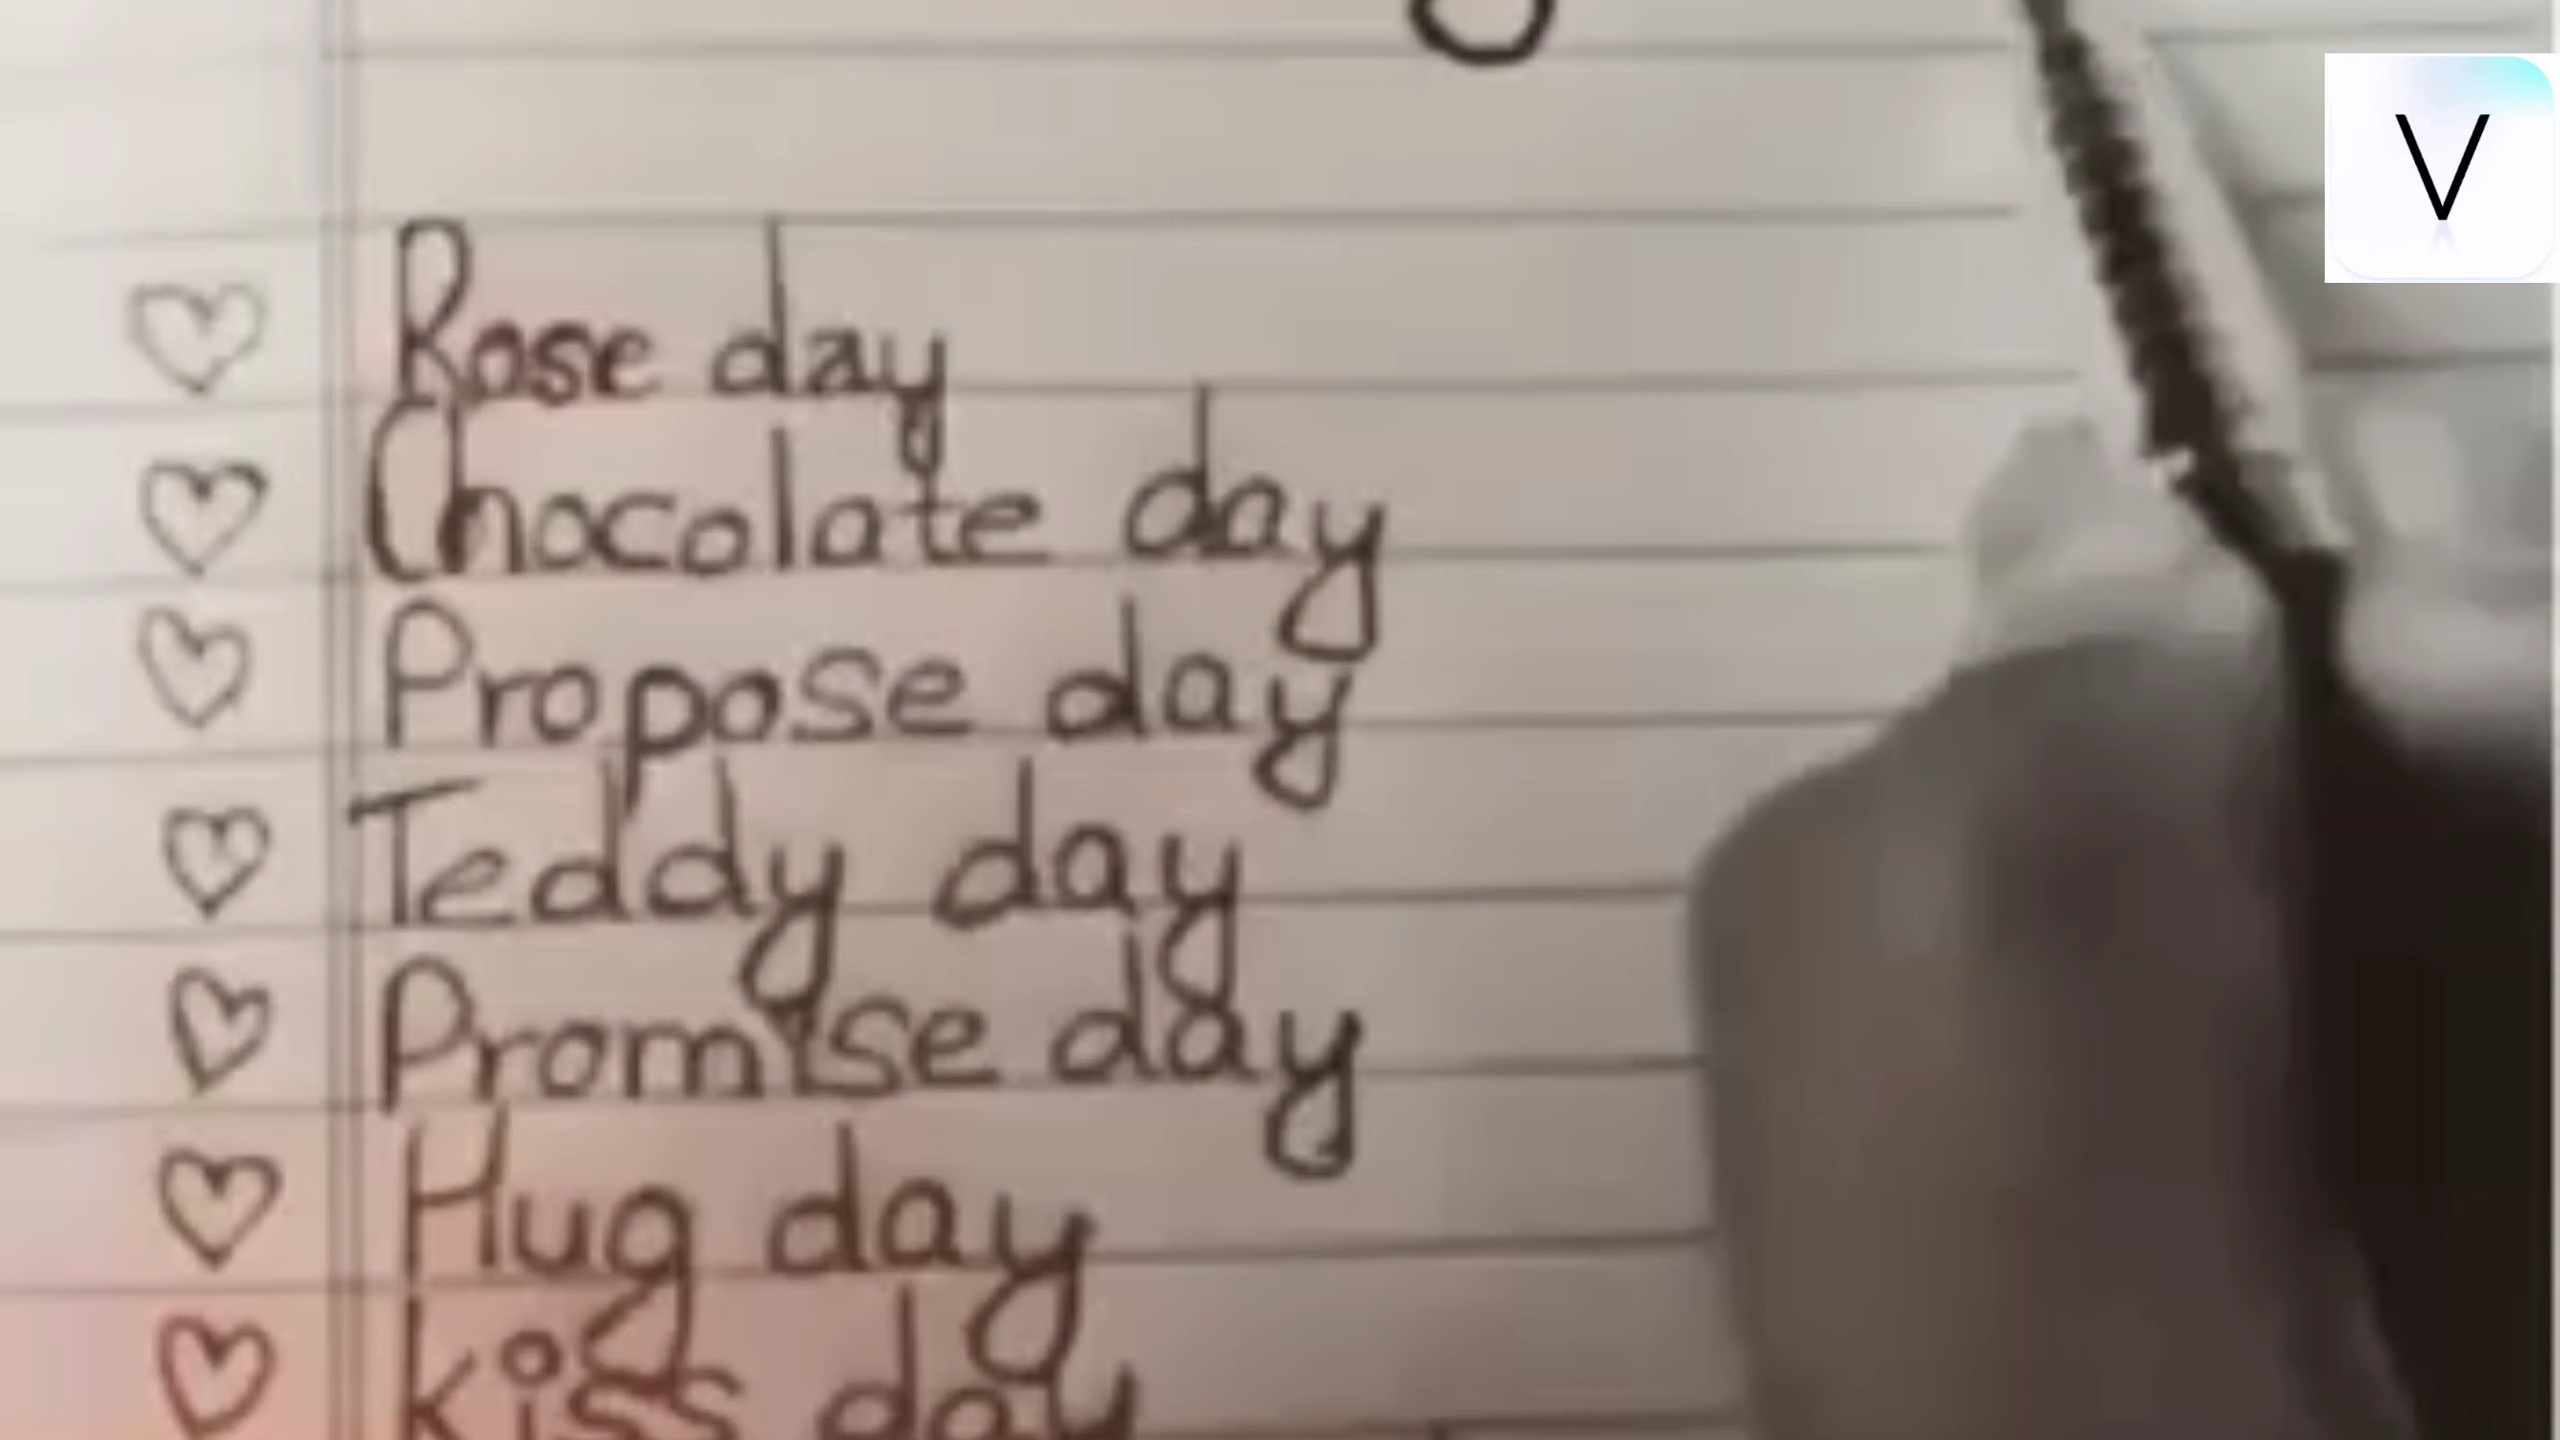 V
Rose day
Chocolate day
Propose day
Teddy day
Promise day
Hug day
kiss day